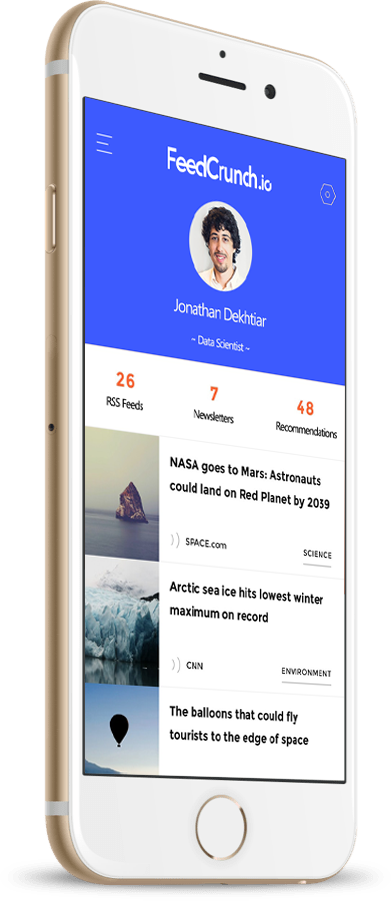 FeedCrunch.io
Jonathan Dekhtiar
~ Data Scientist ~
26
RSS Feeds
7
Newsletters
48
Recommendations
NASA goes to Mars: Astronauts
could land on Red Planet by 2039
SPACE.com
SCIENCE
Arctic sea ice hits lowest winter
maximum on record
CNN
ENVIRONMENT
The balloons that could fly
tourists to the edge of space